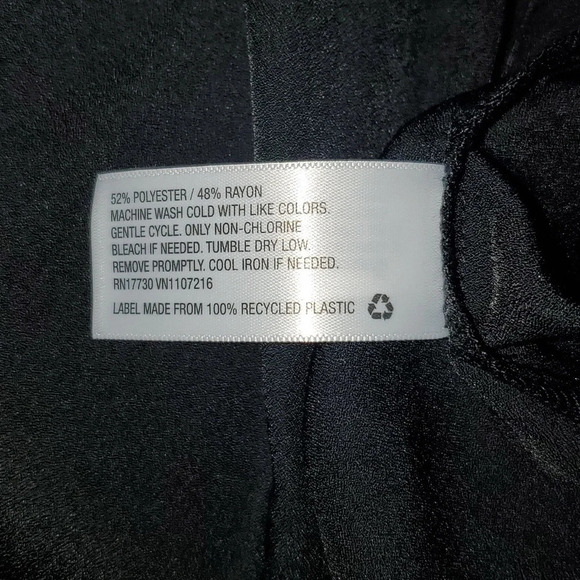 52% POLYESTER / 48% RAYON
MACHINE WASH COLD WITH LIKE COLORS.
GENTLE CYCLE. ONLY NON-CHLORINE
BLEACH IF NEEDED. TUMBLE DRY LOW.
REMOVE PROMPTLY. COOL IRON IF NEEDED.
RN17730 VN1107216
LABEL MADE FROM 100% RECYCLED PLASTIC